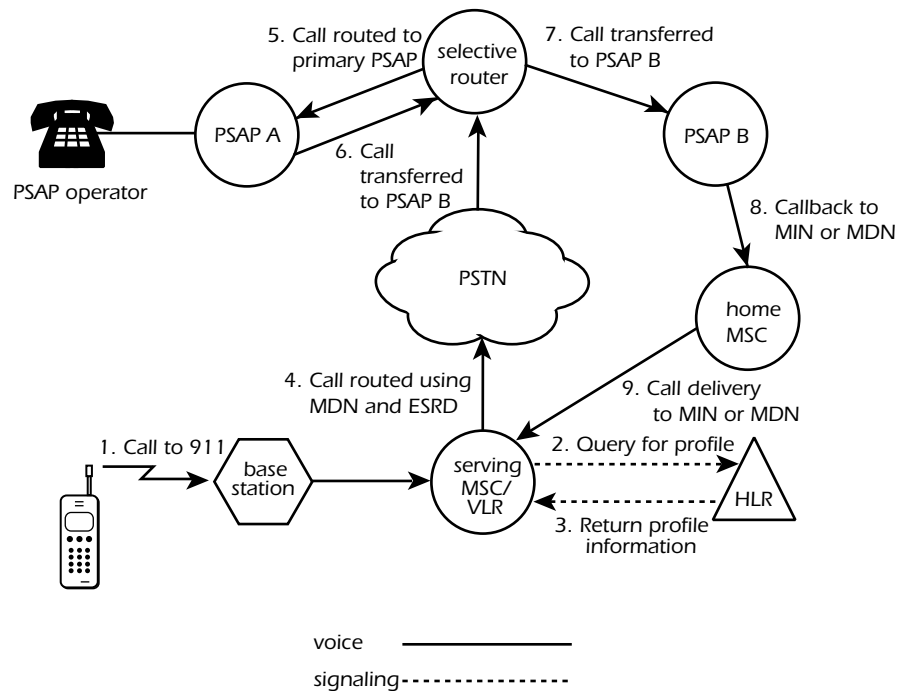 5. Call routed to
primary PSAP
selective
router
7. Call transferred
to PSAP B
PSAP A
PSAP B
PSAP operator
6. Call
transferred
to PSAP B
8. Callback to
MIN or MDN
PSTN
home
MSC
4. Call routed using
MDN and ESRD
9. Call delivery
to MIN or MDN
1. Call to 911
base
station
serving
MSC/
VLR
2. Query for profile
HLR
3. Return profile
information
voice
signaling